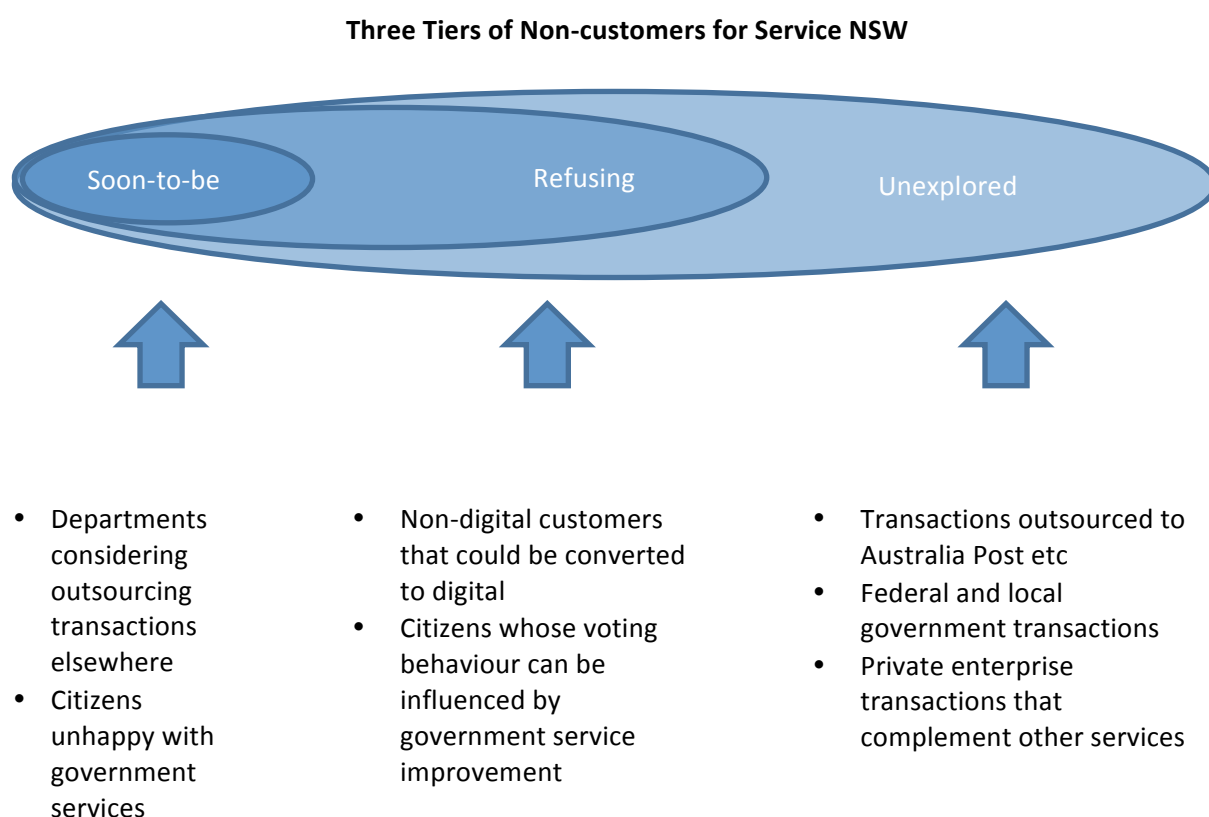 Three Tiers of Non-customers for Service NSW
Soon-to-be
Refusing
Unexplored
• Departments
considering
outsourcing
transactions
elsewhere
• Citizens
unhappy with
government
services
• Non-digital customers
that could be converted
to digital
• Citizens whose voting
behaviour can be
influenced by
government service
improvement
• Transactions outsourced to
Australia Post etc
• Federal and local
government transactions
• Private enterprise
transactions that
complement other services